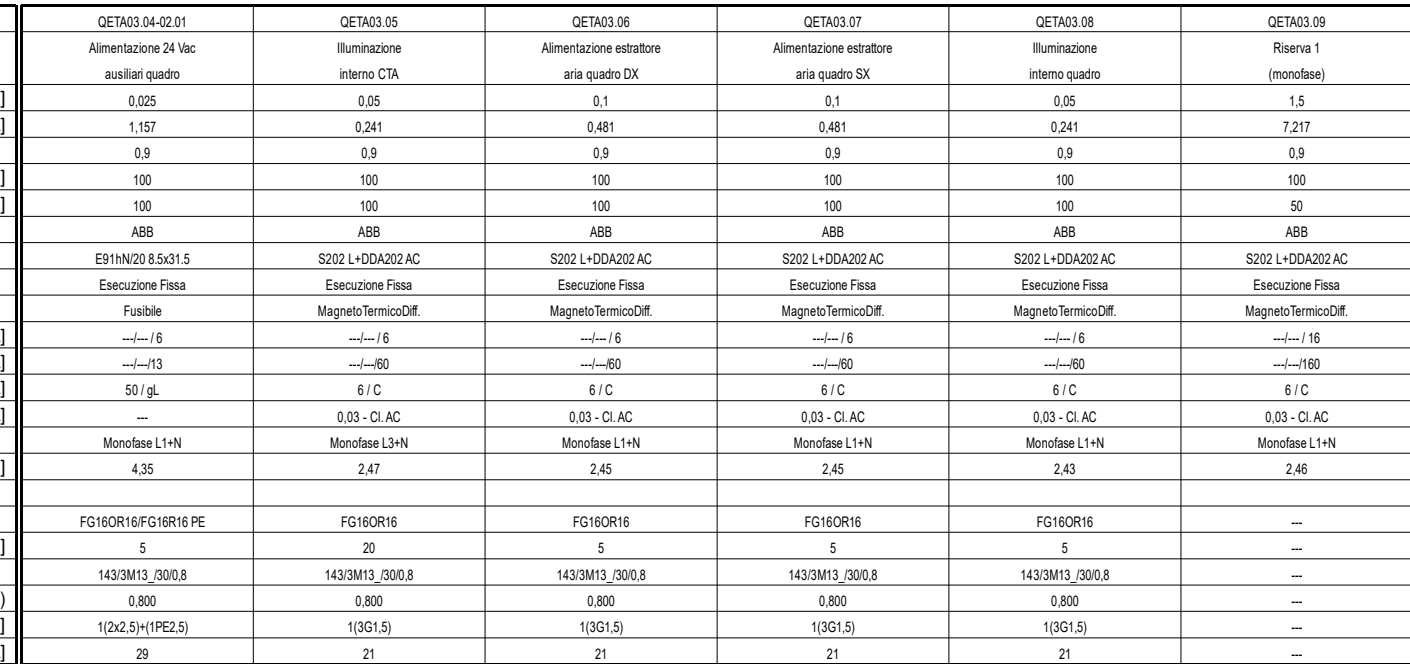 QETA03.04-02.01 QETA03.05 QETA03.06 QETA03.07 QETA03.08 QETA03.09
Alimentazione 24 Vac Illuminazione Alimentazione estrattore Alimentazione estrattore Illuminazione Riserva 1
ausiliari quadro interno CTA aria quadro DX aria quadro SX interno quadro (monofase)
] 0,025 0,05 0,1 0,1 0,05 1,5
] 1,157 0,241 0,481 0,481 0,241 7,217
0,9 0,9 0,9 0,9 0,9 0,9
] 100 100 100 100 100 100
] 100 100 100 100 100 50
ABB ABB ABB ABB ABB ABB
E91hN/20 8.5x31.5 S202 L+DDA202 AC S202 L+DDA202 AC S202 L+DDA202 AC S202 L+DDA202 AC S202 L+DDA202 AC
Esecuzione Fissa Esecuzione Fissa Esecuzione Fissa Esecuzione Fissa Esecuzione Fissa Esecuzione Fissa
Fusibile MagnetoTermicoDiff. MagnetoTermicoDiff. MagnetoTermicoDiff. MagnetoTermicoDiff. MagnetoTermicoDiff.
] ---/--- / 6 ---/--- / 6 ---/--- / 6 ---/--- / 6 ---/--- / 6 ---/--- / 16
] ---/---/13 ---/---/60 ---/---/60 ---/---/60 ---/---/60 ---/---/160
] 50 / gL 6 / C 6 / C 6 / C 6 / C 6 / C
] --- 0,03 - Cl. AC 0,03 - Cl. AC 0,03 - Cl. AC 0,03 - Cl. AC 0,03 - Cl. AC
Monofase L1+N Monofase L3+N Monofase L1+N Monofase L1+N Monofase L1+N Monofase L1+N
] 4,35 2,47 2,45 2,45 2,43 2,46
FG16OR16/FG16R16 PE FG16OR16 FG16OR16 FG16OR16 FG16OR16 ---
] 5 20 5 5 5 ---
143/3M13_/30/0,8 143/3M13_/30/0,8 143/3M13_/30/0,8 143/3M13_/30/0,8 143/3M13_/30/0,8 ---
) 0,800 0,800 0,800 0,800 0,800 ---
] 1(2x2,5)+(1PE2,5) 1(3G1,5) 1(3G1,5) 1(3G1,5) 1(3G1,5) ---
] 29 21 21 21 21 ---